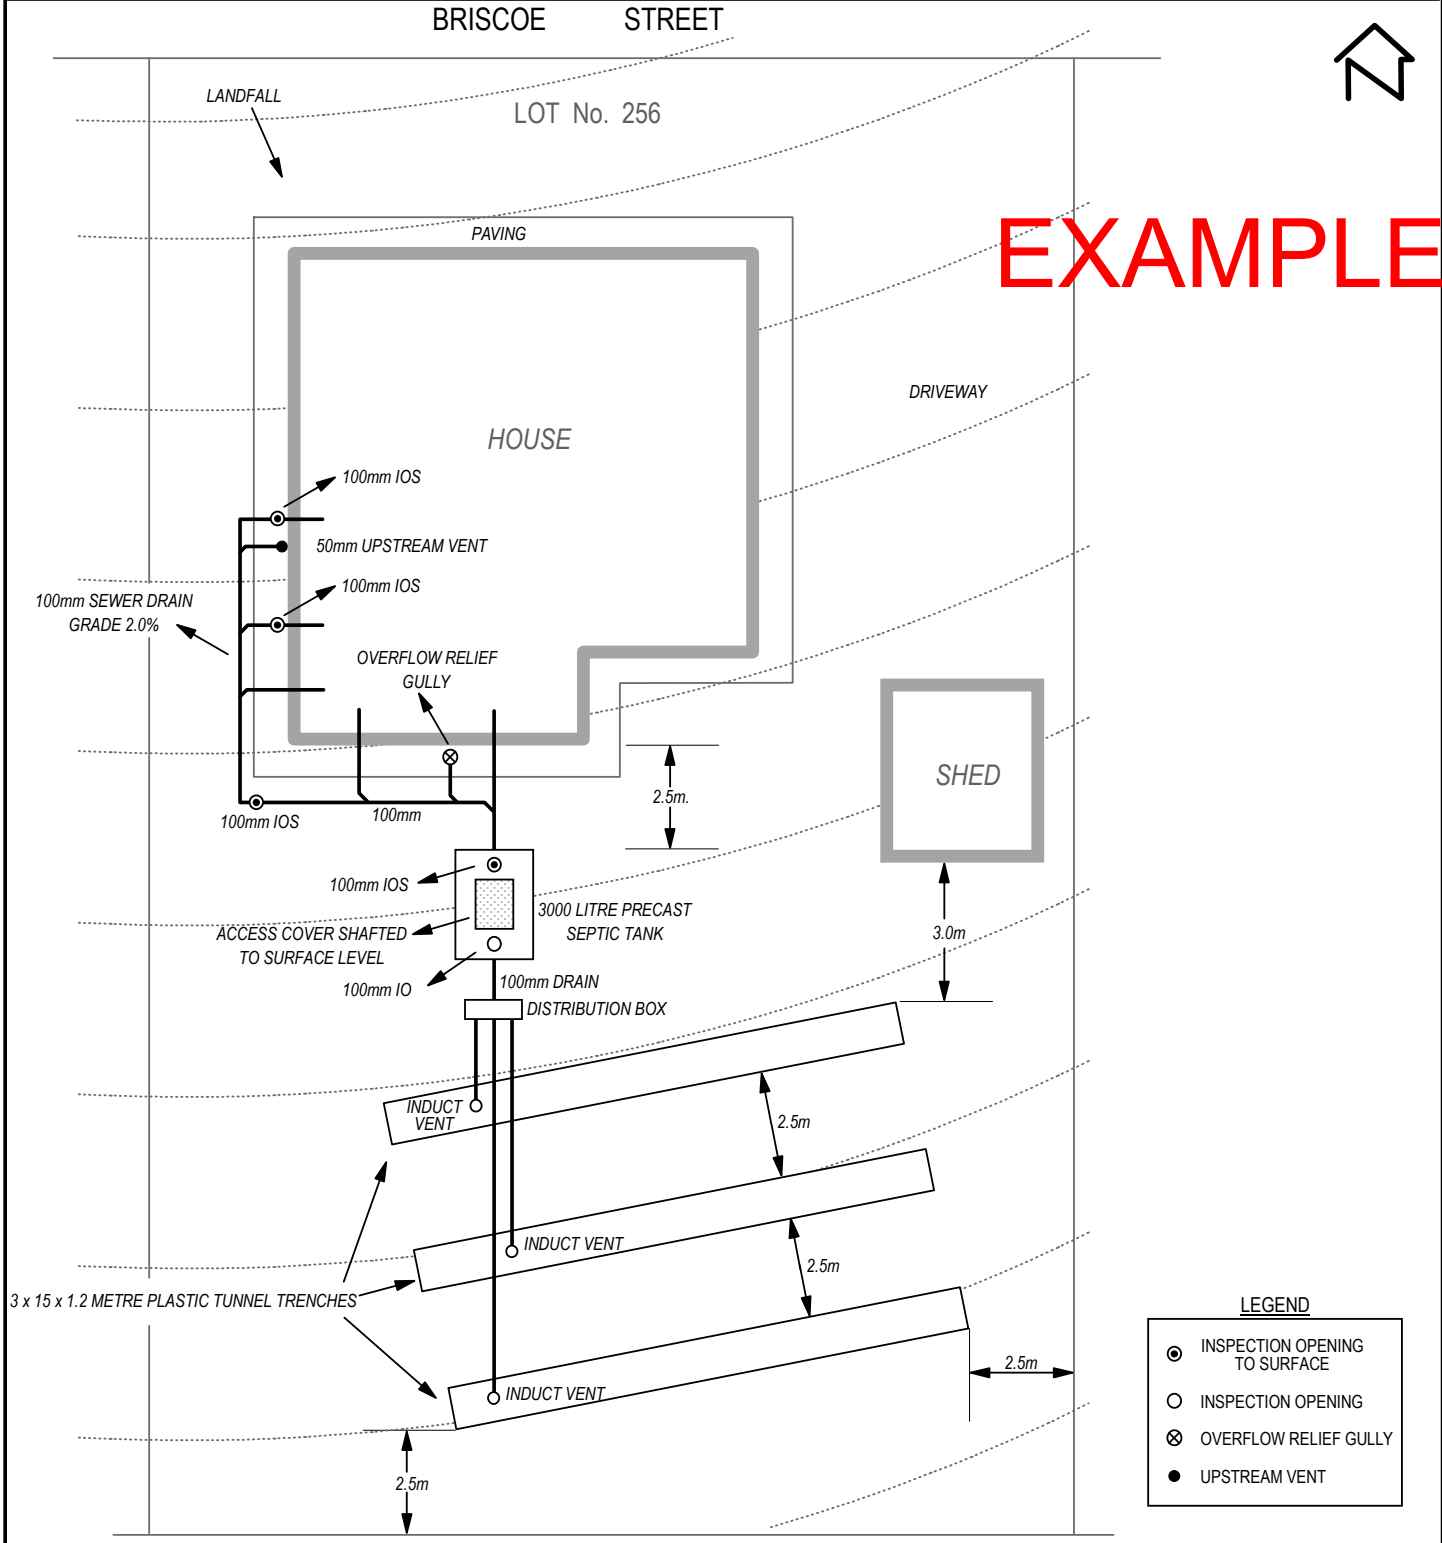 BRISCOE STREET
LANDFALL
LOT No. 256
EXAMPLE
PAVING
DRIVEWAY
HOUSE
100mm IOS
50mm UPSTREAM VENT
100mm IOS
100mm SEWER DRAIN
GRADE 2.0%
OVERFLOW RELIEF
GULLY
SHED
2.5m.
100mm IOS
100mm
100mm IOS
3000 LITRE PRECAST
SEPTIC TANK
ACCESS COVER SHAFTED
TO SURFACE LEVEL
3.0m
100mm IO
100mm DRAIN
DISTRIBUTION BOX
INDUCT
VENT
2.5m
INDUCT VENT
2.5m
3 x 15 x 1.2 METRE PLASTIC TUNNEL TRENCHES
2.5m
INDUCT VENT
2.5m
LEGEND
INSPECTION OPENING
TO SURFACE
INSPECTION OPENING
OVERFLOW RELIEF GULLY
UPSTREAM VENT